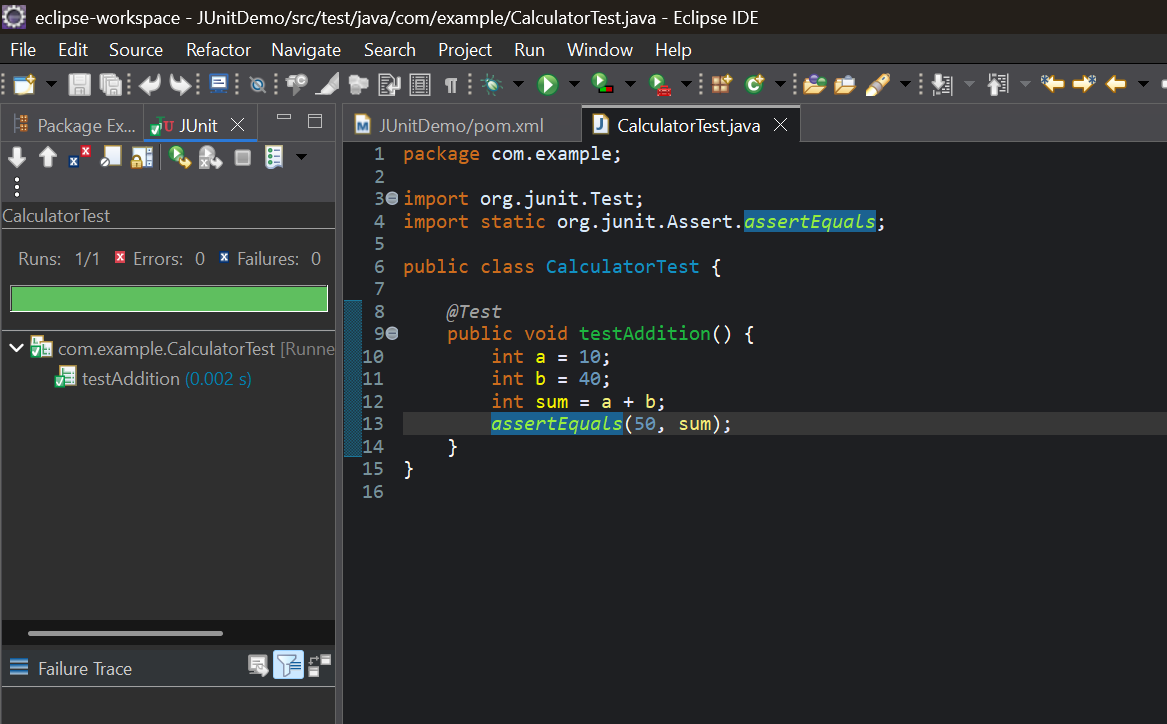 eclipse-workspace - JUnitDemo/src/test/java/com/example/CalculatorTest.java - Eclipse IDE
File Edit Source Refactor Navigate Search Project Run Window Help
Package Ex... JUnit
CalculatorTest
Runs: 1/1 Errors: 0 Failures: 0
com.example.CalculatorTest [Runne
testAddition (0.002 s)
Failure Trace
JUnitDemo/pom.xml CalculatorTest.java
1 package com.example;
2
3 import org.junit.Test;
4 import static org.junit.Assert.assertEquals;
5
6 public class CalculatorTest {
7
8 @Test
9 public void testAddition() {
10 int a = 10;
11 int b = 40;
12 int sum = a + b;
13 assertEquals(50, sum);
14 }
15 }
16